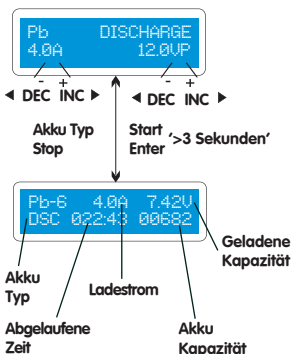 Pb DISCHARGE
4.0A 12.0VP
- + - +
◀ DEC INC ▶ ◀ DEC INC ▶
Akku Typ
Stop
Start
Enter
'>3 Sekunden'
Pb-6 4.0A 7.42V
DSC 022:43 00682
Geladene
Kapazität
Akku
Typ
Ladestrom
Abgelaufene
Zeit
Akku
Kapazität